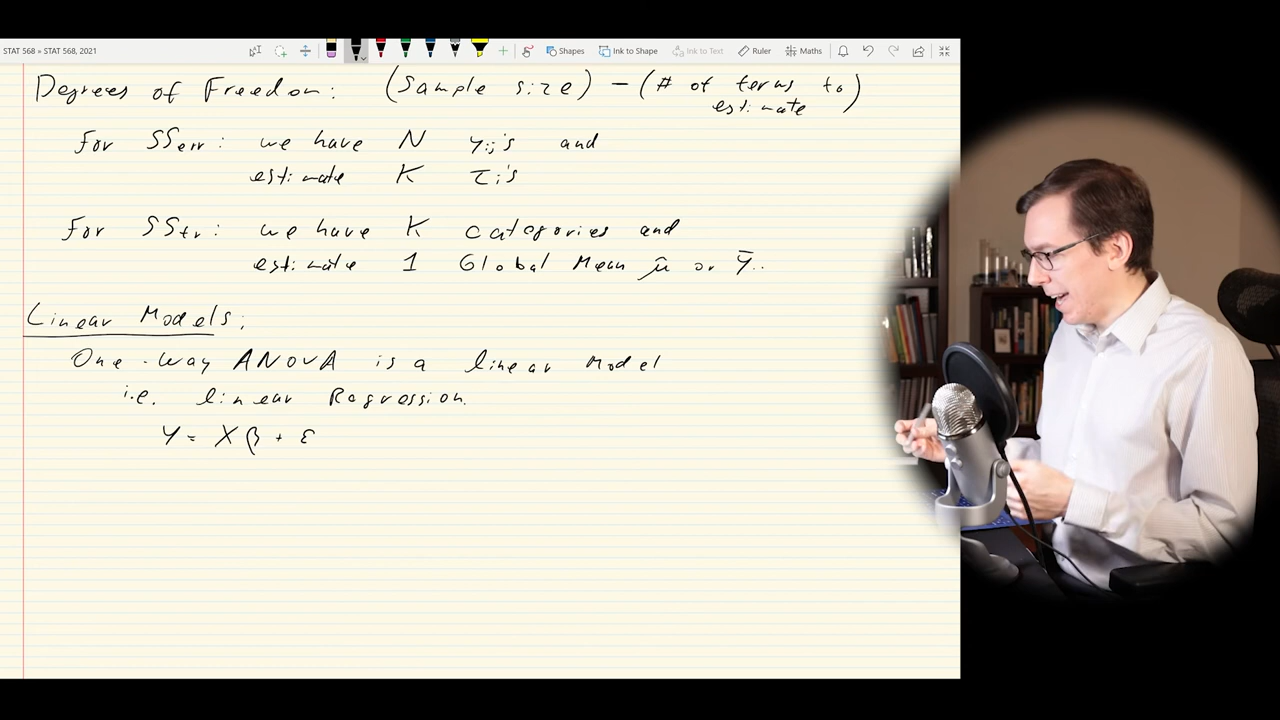 STAT 568 » STAT 568, 2021
Shapes Ink to Shape Ink to Text Ruler Maths
Degrees of Freedom: (Sample size) - (# of terms to estimate)
For SSerr: we have N yij's and
estimate K τi's
For SStr: we have K categories and
estimate 1 Global Mean μ̂ or ȳ..
Linear Models:
One-way ANOVA is a linear Model
i.e. linear Regression.
Y = Xβ + ε